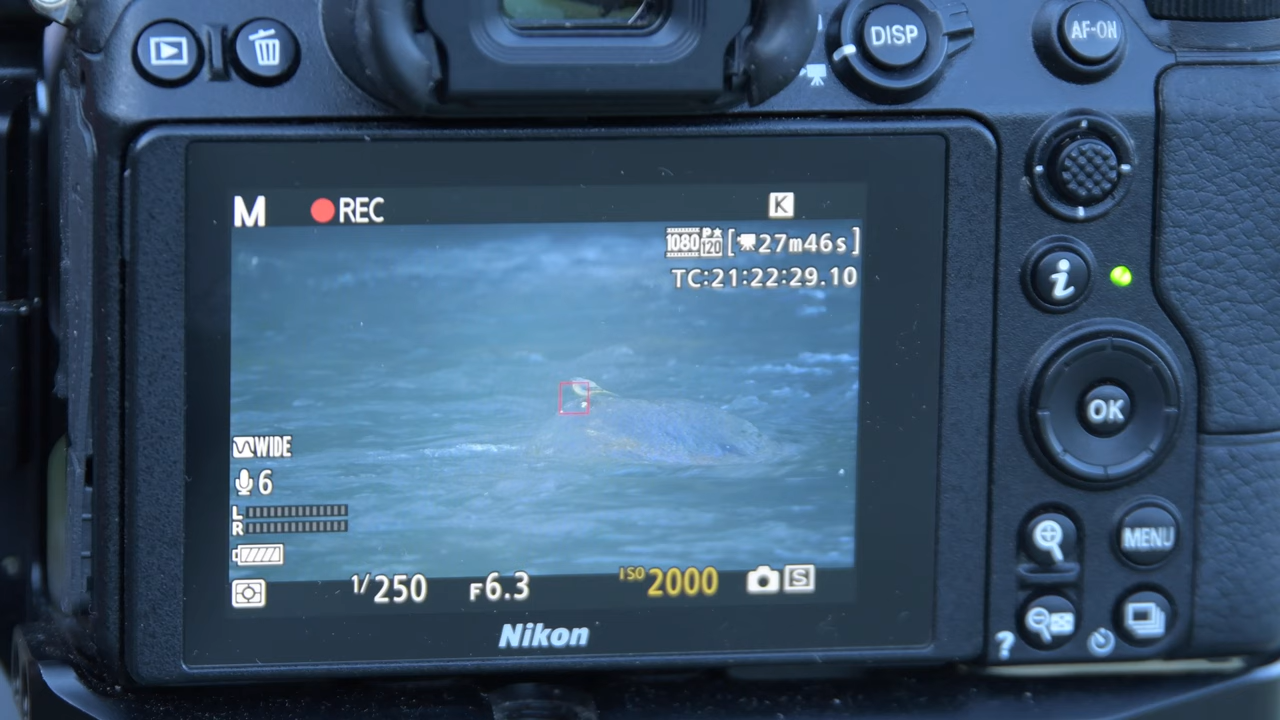 DISP
AF-ON
M REC K
1080 120 [27m46s]
TC:21:22:29.10
i
WIDE
6
L
R
OK
MENU
1/250 F6.3 ISO 2000 S
Nikon
?